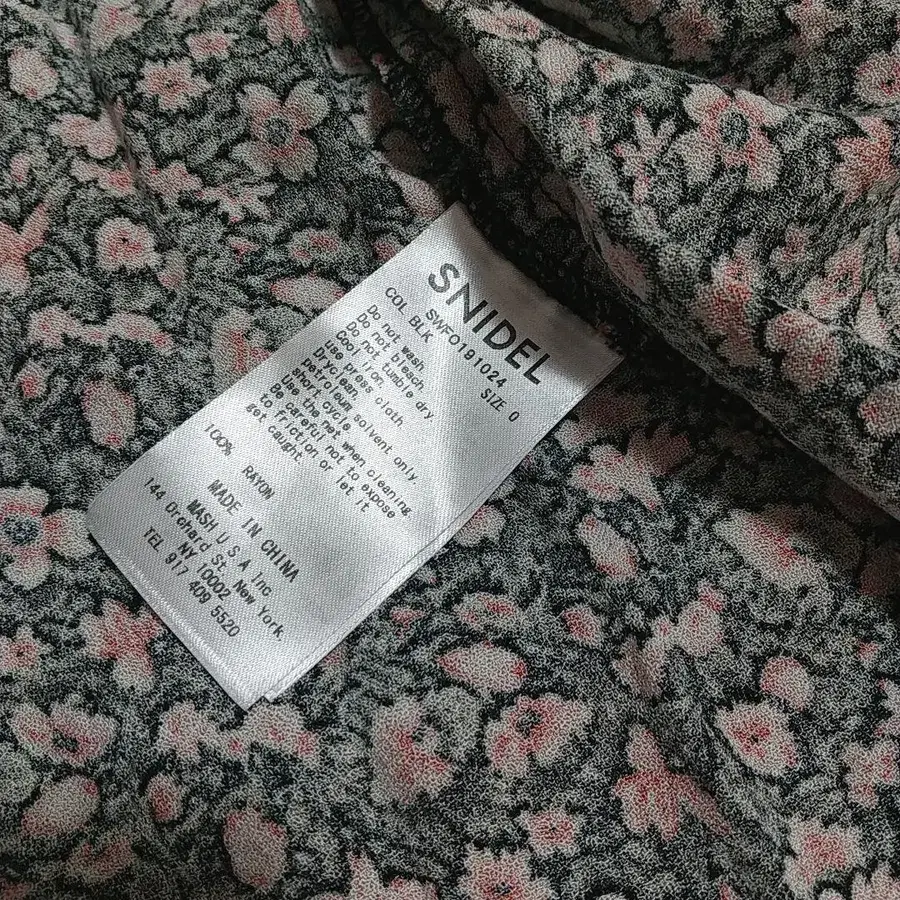 SNIDEL
SWFO191024
COL BLK SIZE 0
Do not wash.
Do not bleach.
Do not tumble dry.
Cool iron.
use press cloth.
Dryclean.
petroleum solvent only
short cycle
Use the net when cleaning.
Be careful not to expose
to friction or let it
get caught.
100% RAYON
MADE IN CHINA
MASH U S A Inc
144 Orchard St, New York
NY 10002
TEL 917 409 5520